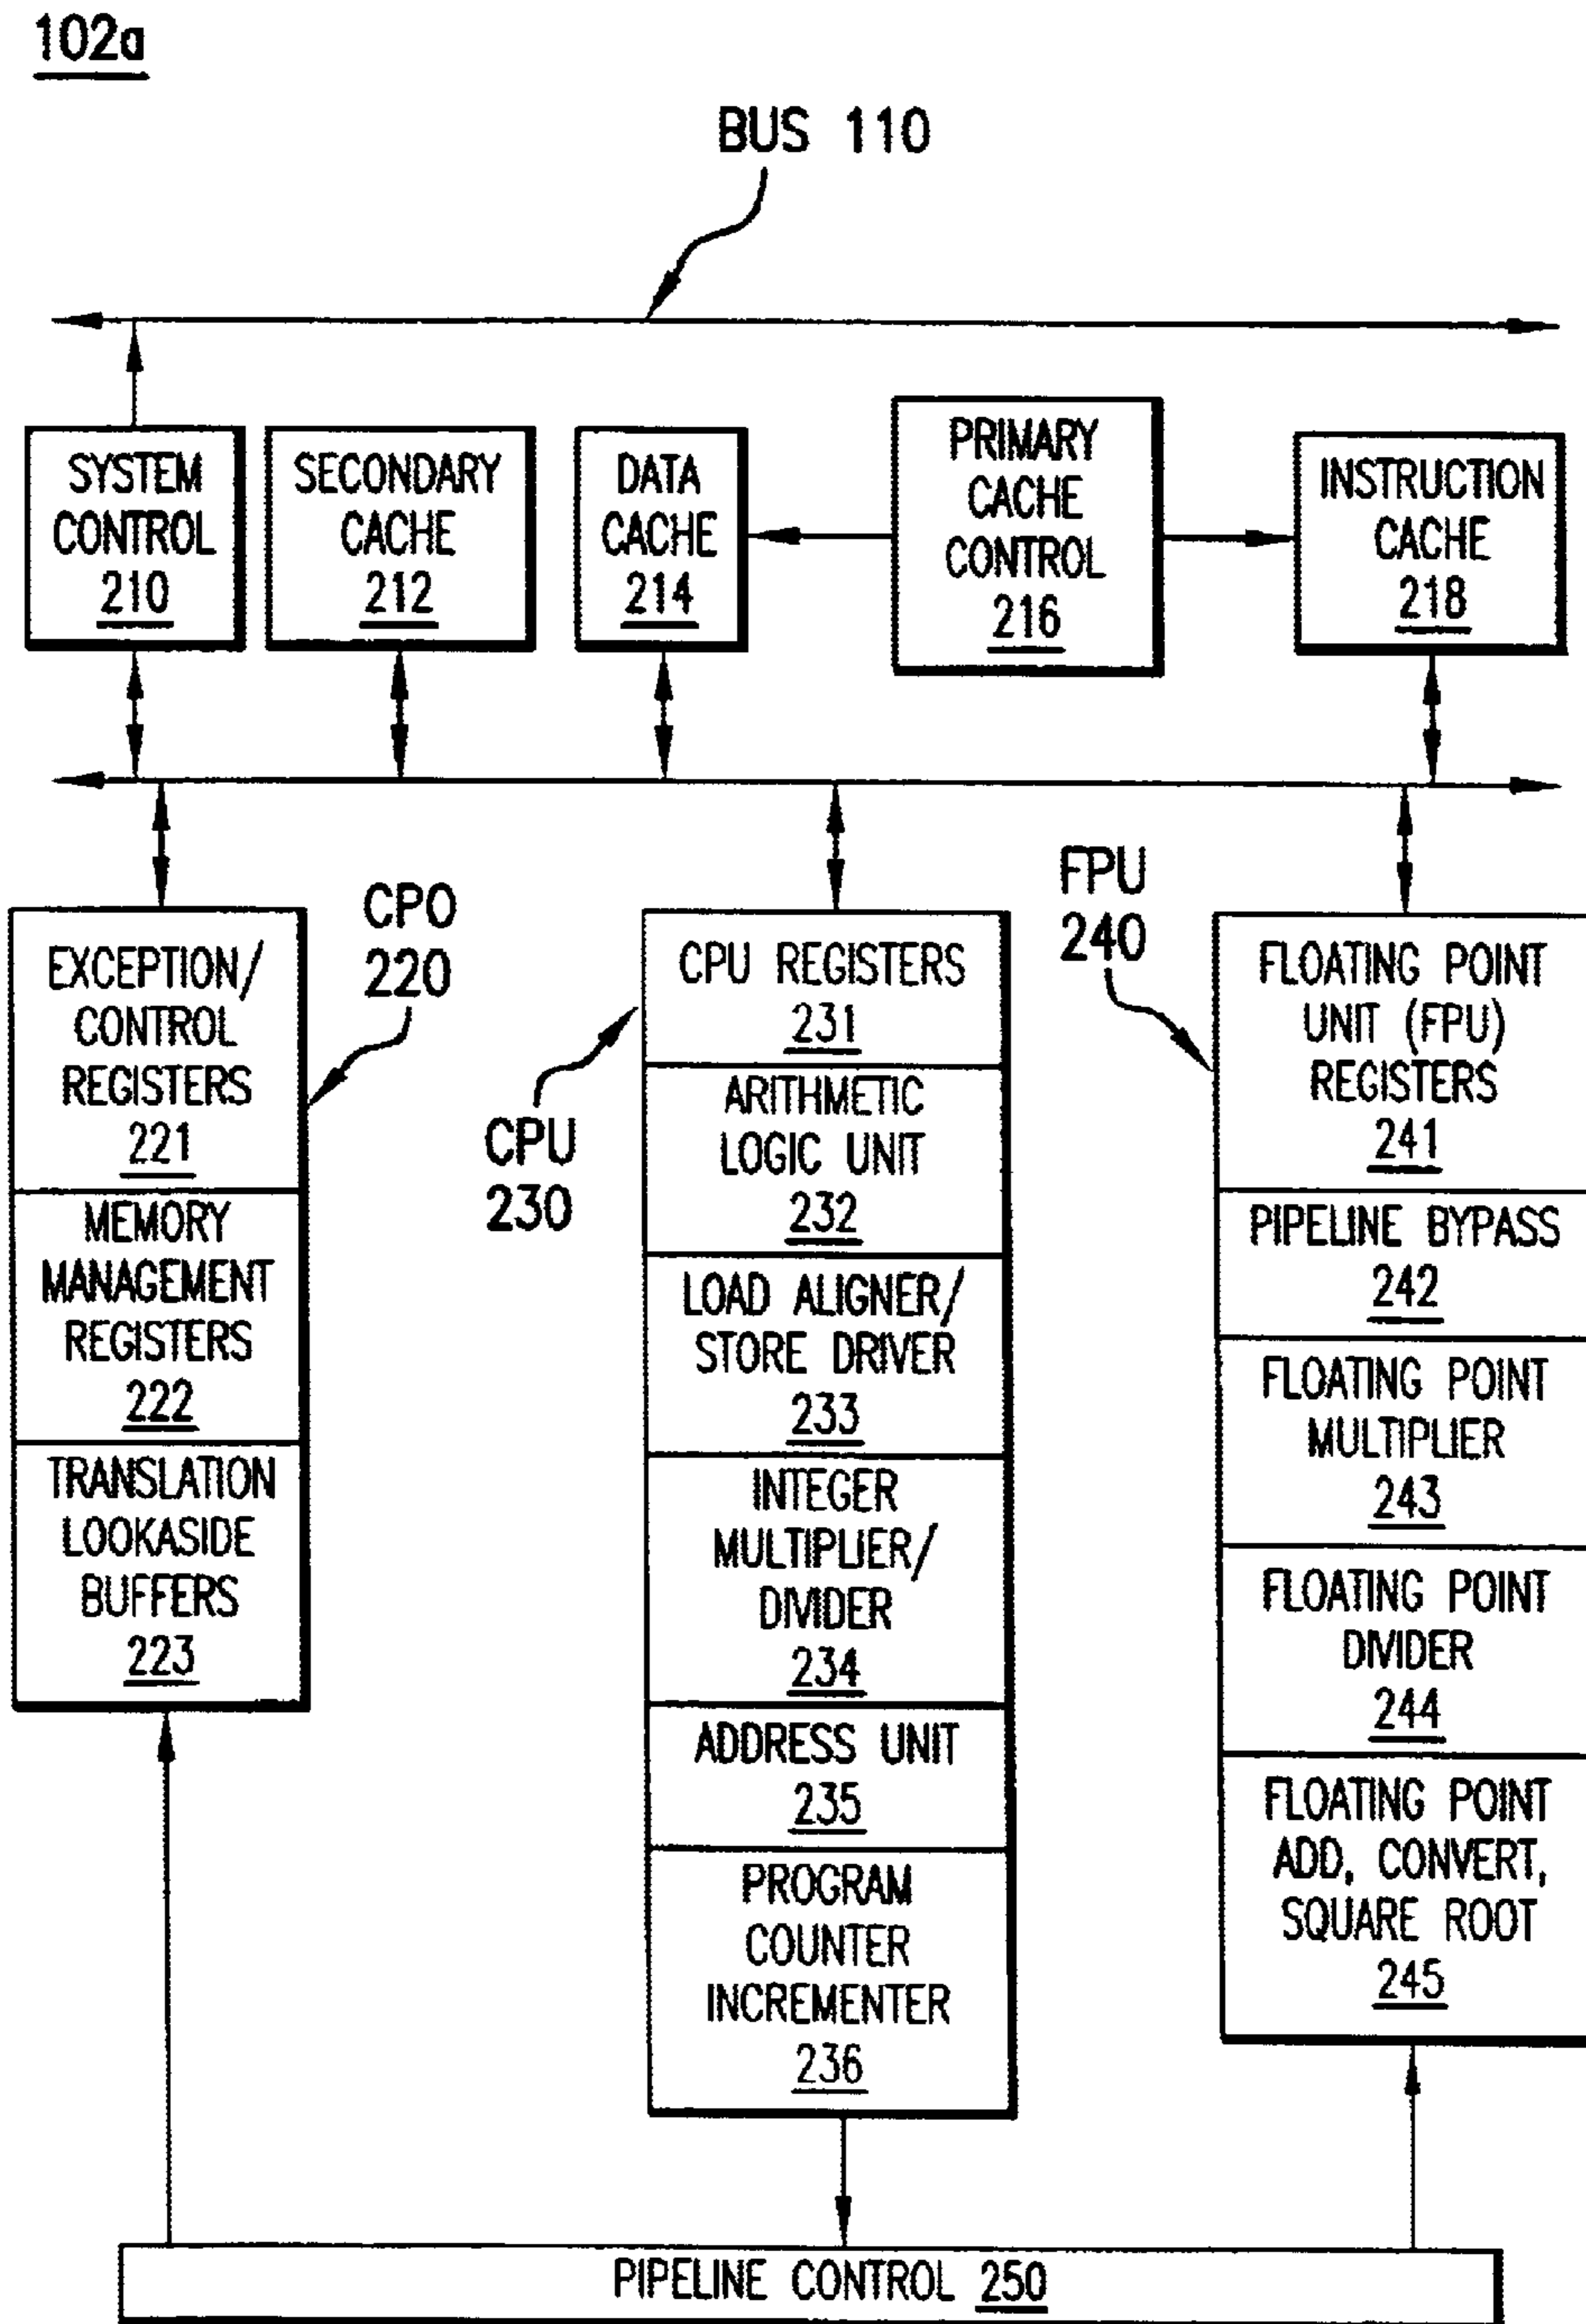 102a
BUS 110
SYSTEM
CONTROL
210
SECONDARY
CACHE
212
DATA
CACHE
214
PRIMARY
CACHE
CONTROL
216
INSTRUCTION
CACHE
218
CPO
220
EXCEPTION/
CONTROL
REGISTERS
221
MEMORY
MANAGEMENT
REGISTERS
222
TRANSLATION
LOOKASIDE
BUFFERS
223
CPU
230
CPU REGISTERS
231
ARITHMETIC
LOGIC UNIT
232
LOAD ALIGNER/
STORE DRIVER
233
INTEGER
MULTIPLIER/
DIVIDER
234
ADDRESS UNIT
235
PROGRAM
COUNTER
INCREMENTER
236
FPU
240
FLOATING POINT
UNIT (FPU)
REGISTERS
241
PIPELINE BYPASS
242
FLOATING POINT
MULTIPLIER
243
FLOATING POINT
DIVIDER
244
FLOATING POINT
ADD, CONVERT,
SQUARE ROOT
245
PIPELINE CONTROL 250